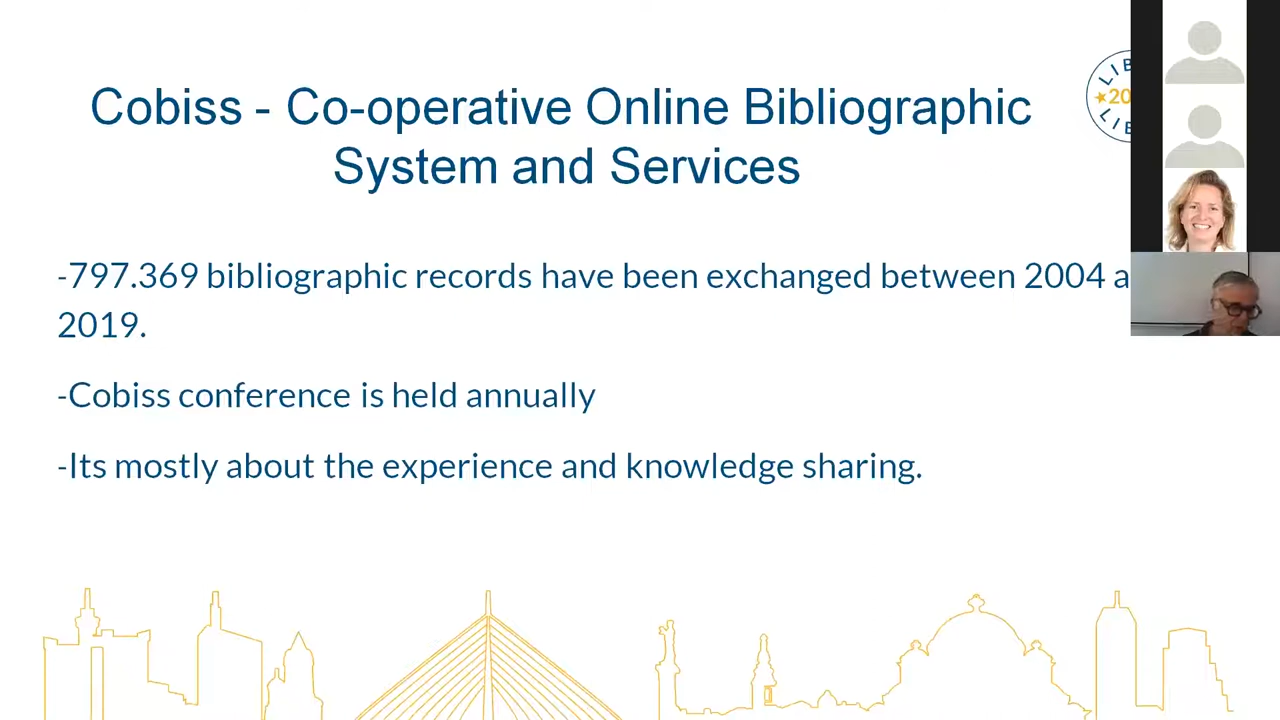 Cobiss - Co-operative Online Bibliographic
System and Services
-797.369 bibliographic records have been exchanged between 2004
2019.
-Cobiss conference is held annually
-Its mostly about the experience and knowledge sharing.